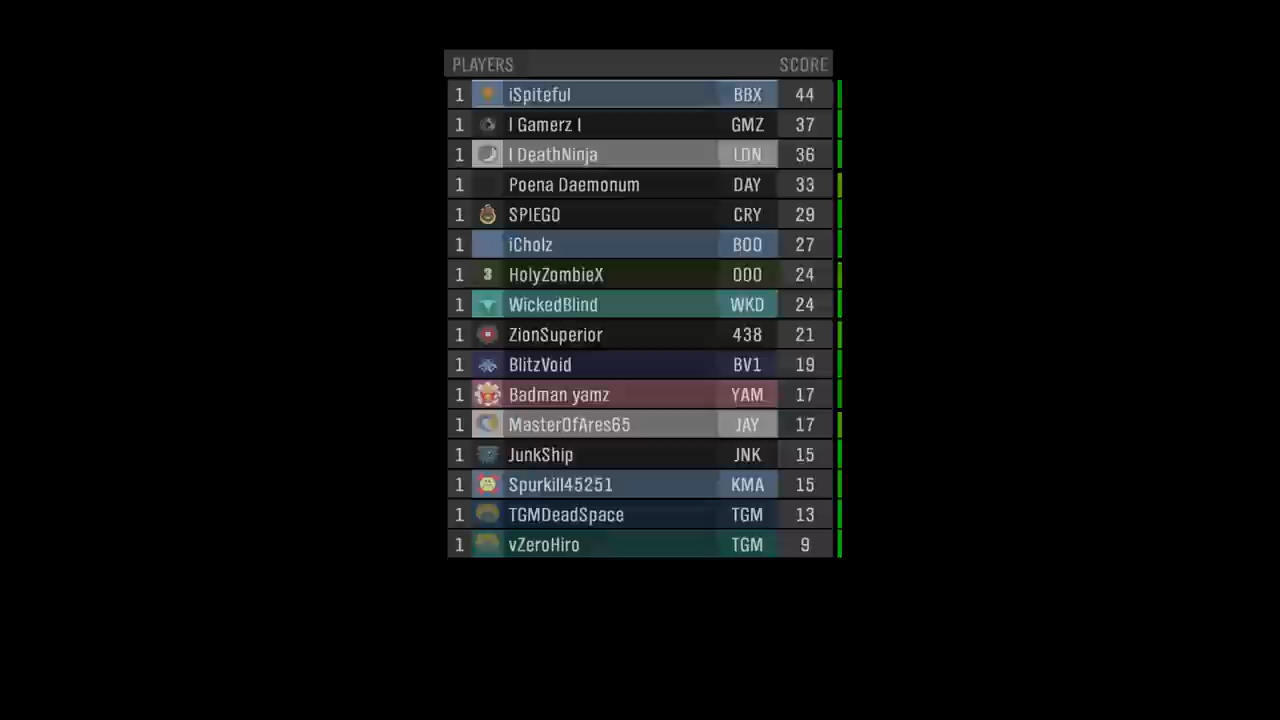 PLAYERS SCORE
1 iSpiteful BBX 44
1 I Gamerz I GMZ 37
1 I DeathNinja LDN 36
1 Poena Daemonum DAY 33
1 SPIEGO CRY 29
1 iCholz BOO 27
1 3 HolyZombieX OOO 24
1 WickedBlind WKD 24
1 ZionSuperior 438 21
1 BlitzVoid BV1 19
1 Badman yamz YAM 17
1 MasterOfAres65 JAY 17
1 JunkShip JNK 15
1 Spurkill45251 KMA 15
1 TGMDeadSpace TGM 13
1 vZeroHiro TGM 9